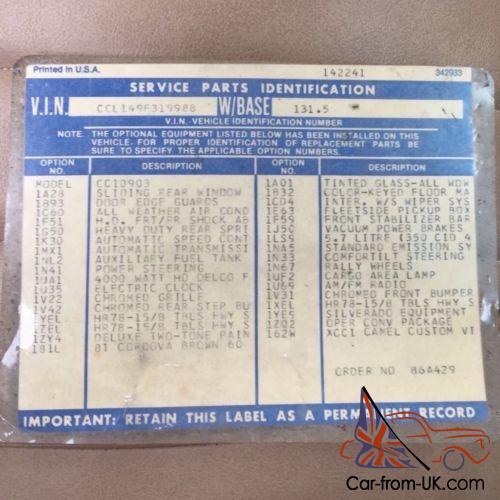 Printed in U.S.A. 142241 342933
SERVICE PARTS IDENTIFICATION
V.I.N. CCL149F319988 W/BASE 131.5
V.I.N.-VEHICLE IDENTIFICATION NUMBER
NOTE. THE OPTIONAL EQUIPMENT LISTED BELOW HAS BEEN INSTALLED ON THIS
VEHICLE. FOR PROPER IDENTIFICATION OF REPLACEMENT PARTS BE
SURE TO SPECIFY THE APPLICABLE OPTION NUMBER.
OPTION NO. DESCRIPTION OPTION NO. DESCRIPTION
MODEL CC10903 1A01 TINTED GLASS-ALL WDW
1A28 SLIDING REAR WINDOW 1B32 COLOR-KEYED FLOOR MA
1B93 DOOR EDGE GUARDS 1CD4 INTER. W/S WIPER SYS
1C60 ALL WEATHER AIR COND 1E63 FLEETSIDE PICKUP BOX
1F51 H.D. FRT/RR SHOCK AB 1F59 FRONT STABILIZER BAR
1G50 HEAVY DUTY REAR SPRI 1J50 VACUUM POWER BRAKES
1K30 AUTOMATIC SPEED CONT 1LS9 5.7 LITRE (350 CID 4
1MX1 AUTOMATIC TRANSMISSI 1NA5 STANDARD EMISSION SY
1NL2 AUXILIARY FUEL TANK 1N33 COMFORTILT STEERING
1N41 POWER STEERING 1N67 RALLY WHEELS
1UA1 4000 WATT HD DELCO F 1UF2 CARGO AREA LAMP
1U35 ELECTRIC CLOCK 1U69 AM/FM RADIO
1V22 CHROMED GRILLE 1V31 CHROMED FRONT BUMPER
1V42 CHROMED REAR STEP BU 1XEL HR78-15/B TBLS HWY S
1YEL HR78-15/B TBLS HWY S 1YE9 SILVERADO EQUIPMENT
1ZEL HR78-15/B TBLS HWY S 1ZQ2 OPER CONV PACKAGE
1ZY4 DELUXE TWO-TONE PAIN 162W XCC1 CAMEL CUSTOM VI
181L 81 CORDOVA BROWN 60
ORDER NO 86A429
IMPORTANT: RETAIN THIS LABEL AS A PERMANENT RECORD
Car-from-UK.com